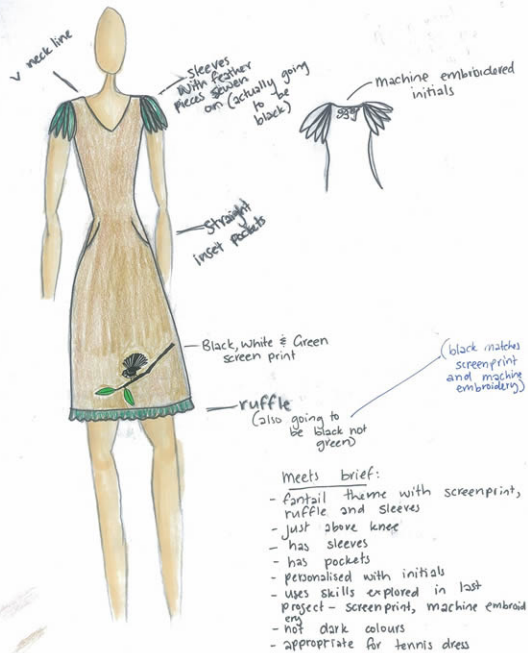 v neck line
sleeves
with feather
pieces sewen
on (actually going
to be
black)
machine embroidered
initials
straight
inset pockets
Black, white & Green
screen print
ruffle
(also going to
be black not
green)
(black matches
screenprint
and machine
embroidery)
meets brief:
- fantail theme with screenprint,
ruffle and sleeves
- just above knee
- has sleeves
- has pockets
- personalised with initials
- uses skills explored in last
project - screenprint, machine embroid
ery
- not dark colours
- appropriate for tennis dress